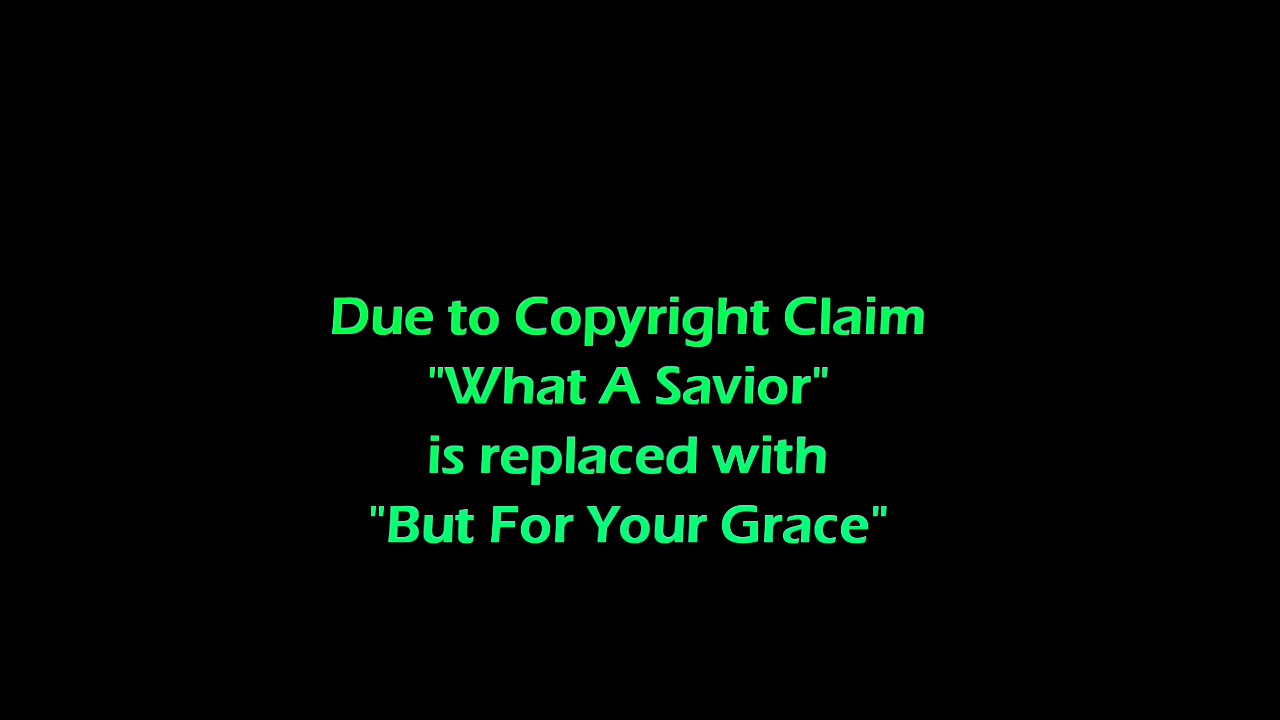 Due to Copyright Claim
"What A Savior"
is replaced with
"But For Your Grace"